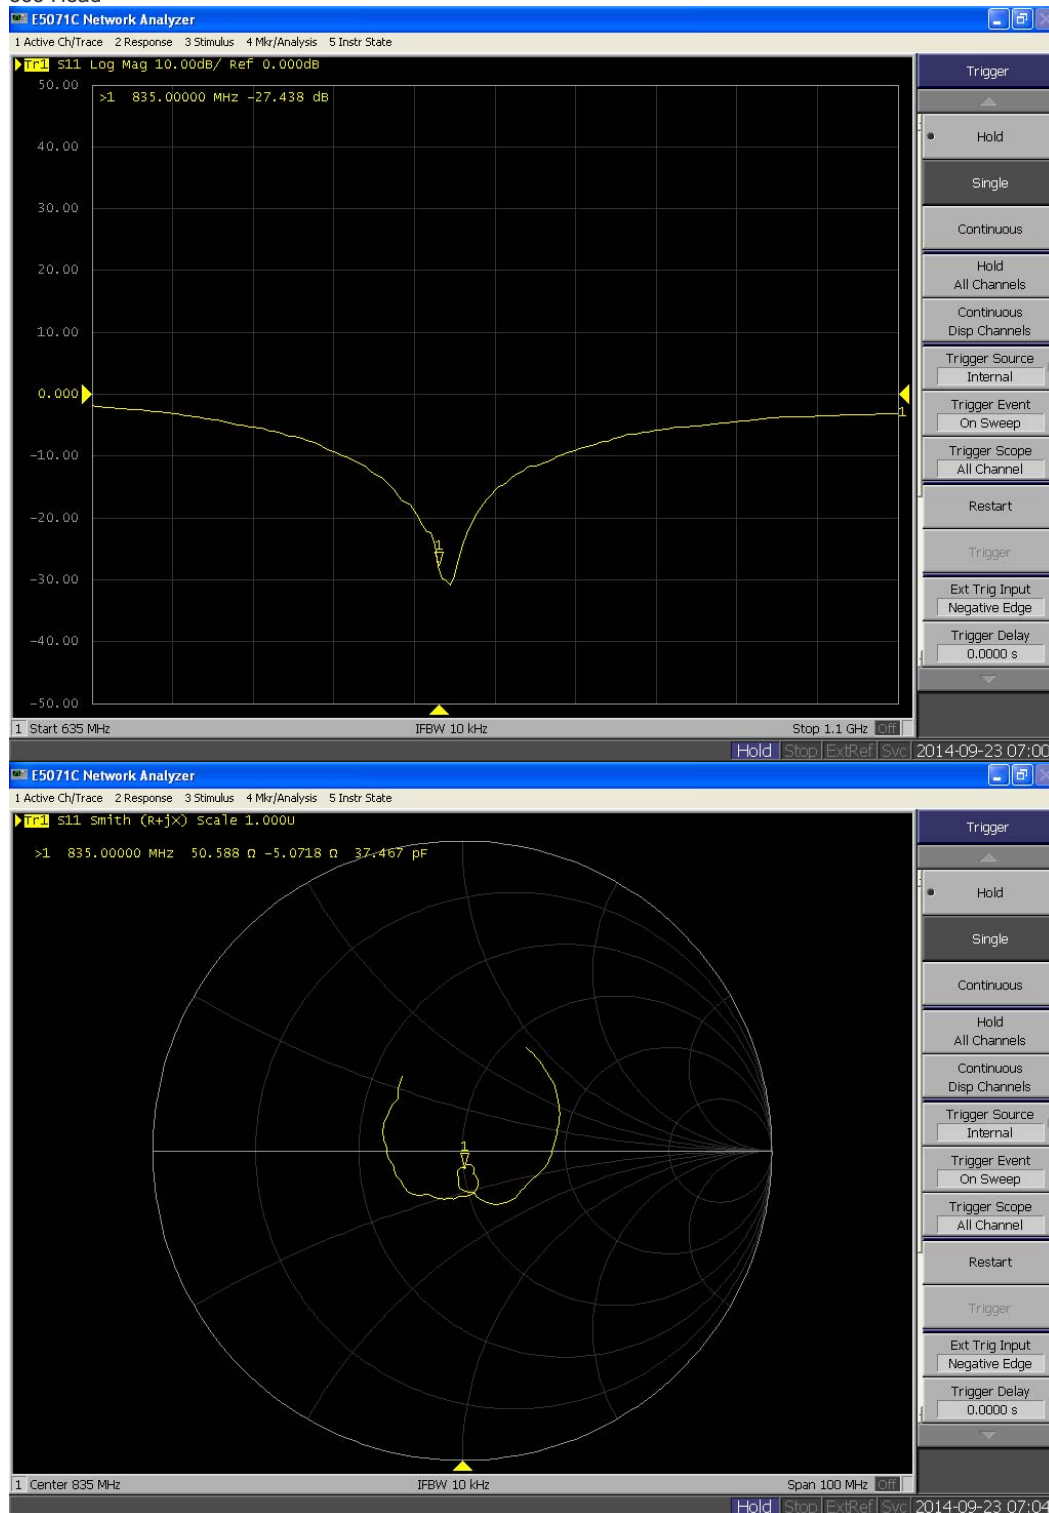 E5071C Network Analyzer
1 Active Ch/Trace 2 Response 3 Stimulus 4 Mkr/Analysis 5 Instr State
Tr1 S11 Log Mag 10.00dB/ Ref 0.000dB
>1 835.00000 MHz -27.438 dB
50.00
40.00
30.00
20.00
10.00
0.000
-10.00
-20.00
-30.00
-40.00
-50.00
1
1
Trigger
Hold
Single
Continuous
Hold
All Channels
Continuous
Disp Channels
Trigger Source
Internal
Trigger Event
On Sweep
Trigger Scope
All Channel
Restart
Trigger
Ext Trig Input
Negative Edge
Trigger Delay
0.0000 s
1 Start 635 MHz IFBW 10 kHz Stop 1.1 GHz Off
Hold Stop ExtRef Svc 2014-09-23 07:00
E5071C Network Analyzer
1 Active Ch/Trace 2 Response 3 Stimulus 4 Mkr/Analysis 5 Instr State
Tr1 S11 Smith (R+jX) Scale 1.000U
>1 835.00000 MHz 50.588 Ω -5.0718 Ω 37.467 pF
1
Trigger
Hold
Single
Continuous
Hold
All Channels
Continuous
Disp Channels
Trigger Source
Internal
Trigger Event
On Sweep
Trigger Scope
All Channel
Restart
Trigger
Ext Trig Input
Negative Edge
Trigger Delay
0.0000 s
1 Center 835 MHz IFBW 10 kHz Span 100 MHz Off
Hold Stop ExtRef Svc 2014-09-23 07:04